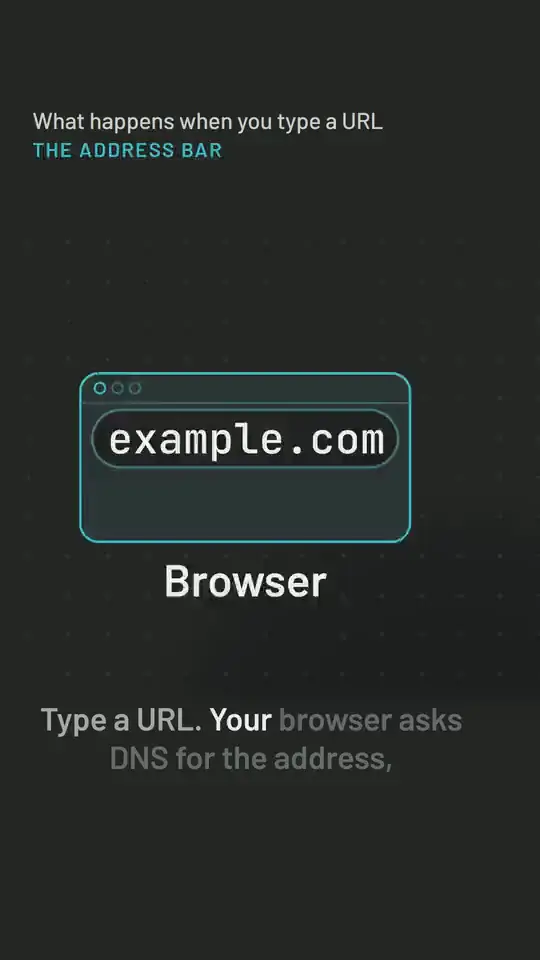 What happens when you type a URL
THE ADDRESS BAR
example.com
Browser
Type a URL. Your browser asks
DNS for the address,